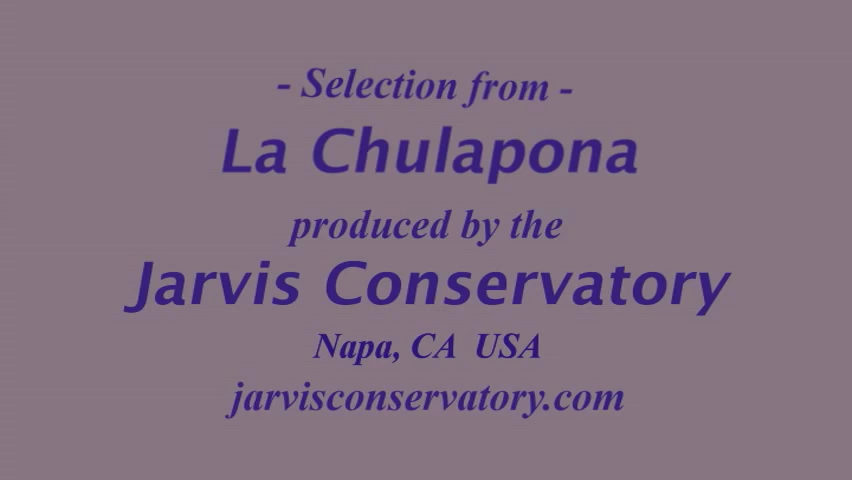 - Selection from -
La Chulapona
produced by the
Jarvis Conservatory
Napa, CA  USA
jarvisconservatory.com